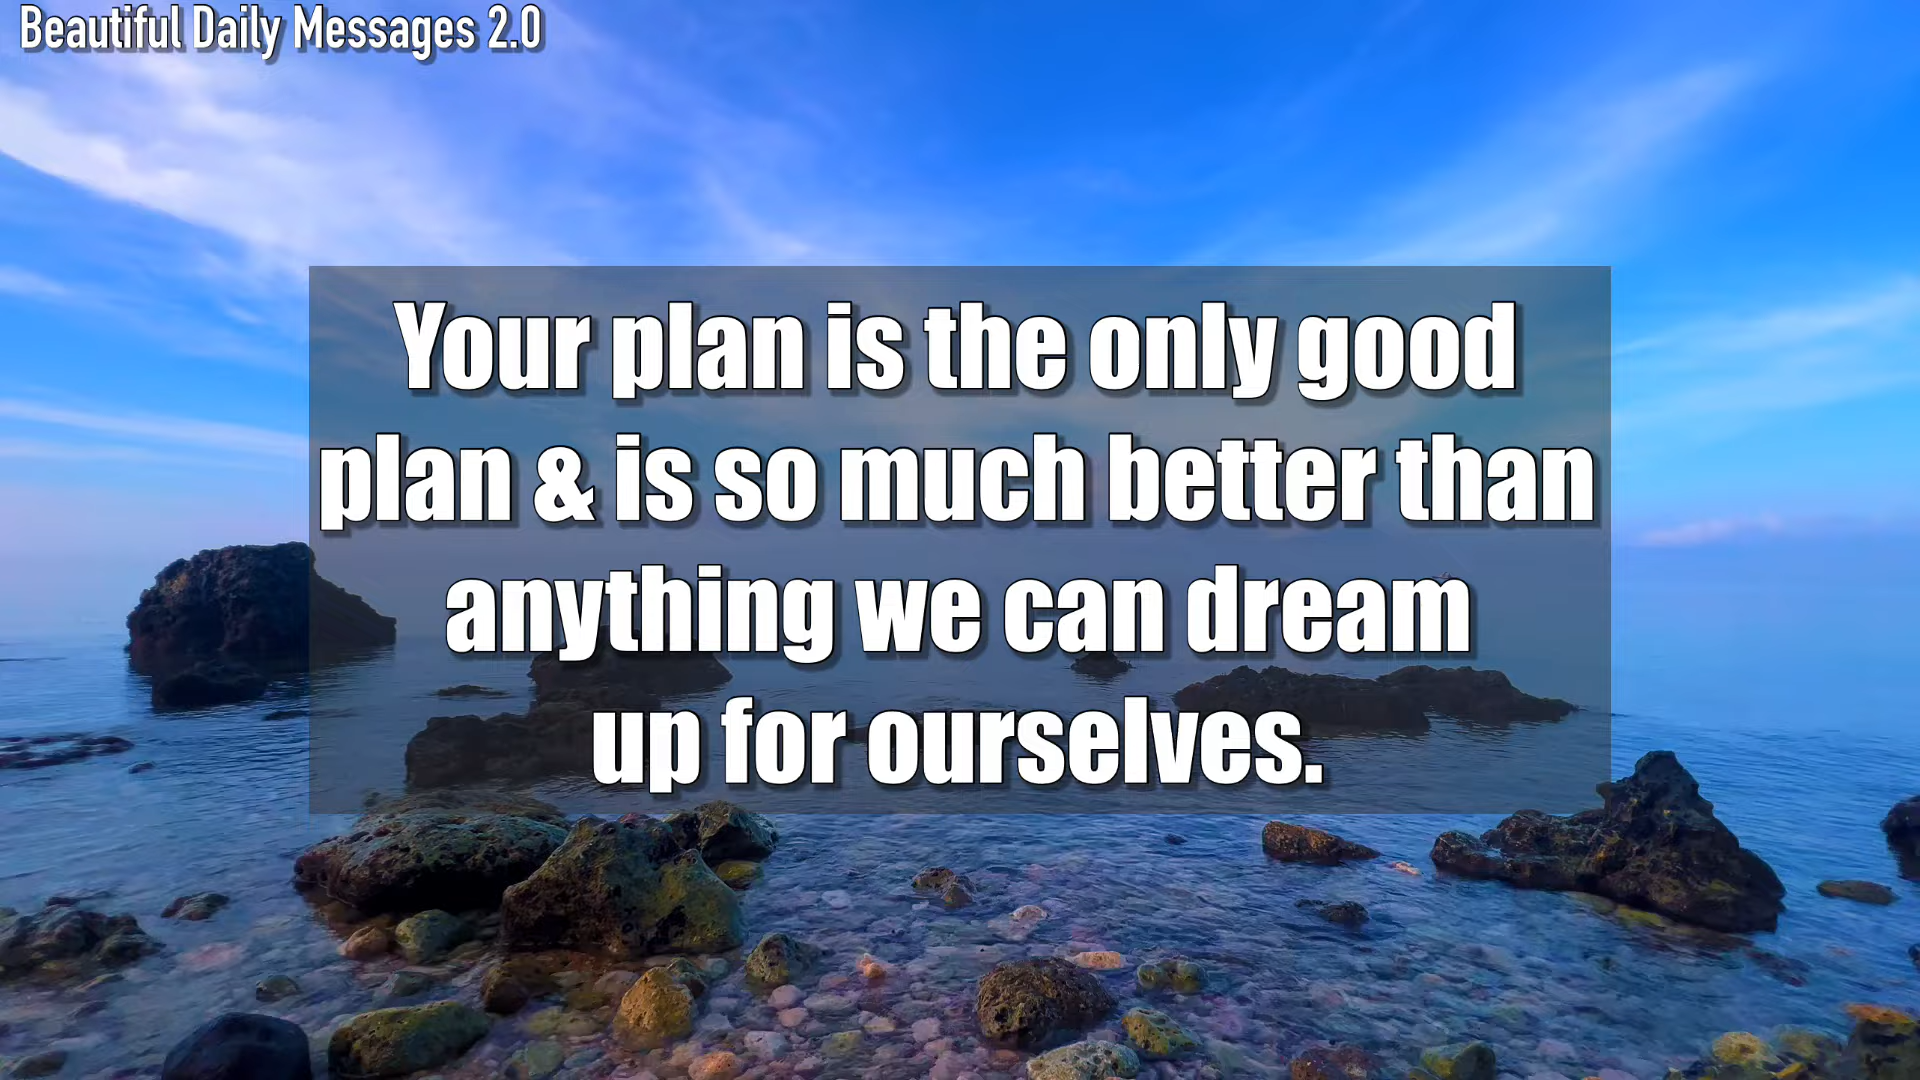 Beautiful Daily Messages 2.0
Your plan is the only good
plan & is so much better than
anything we can dream
up for ourselves.